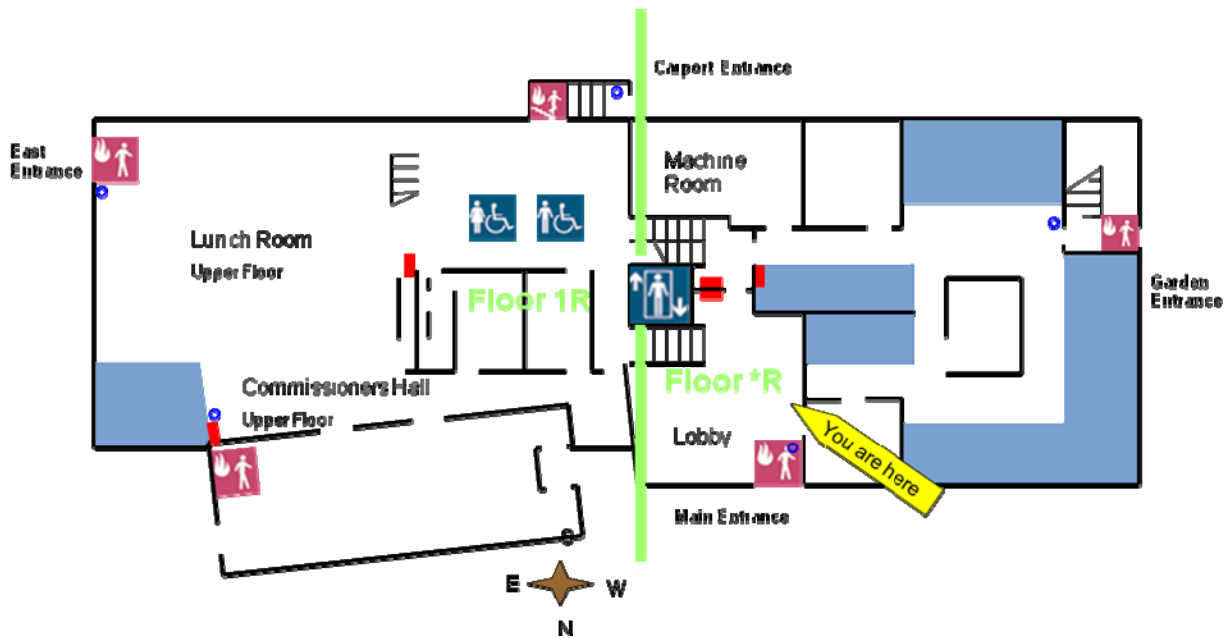 Carport Entrance
East
Entrance
Machine
Room
Lunch Room
Upper Floor
Floor 1R
Garden
Entrance
Commissioners Hall
Upper Floor
Floor *R
Lobby
You are here
Main Entrance
S
E
W
N